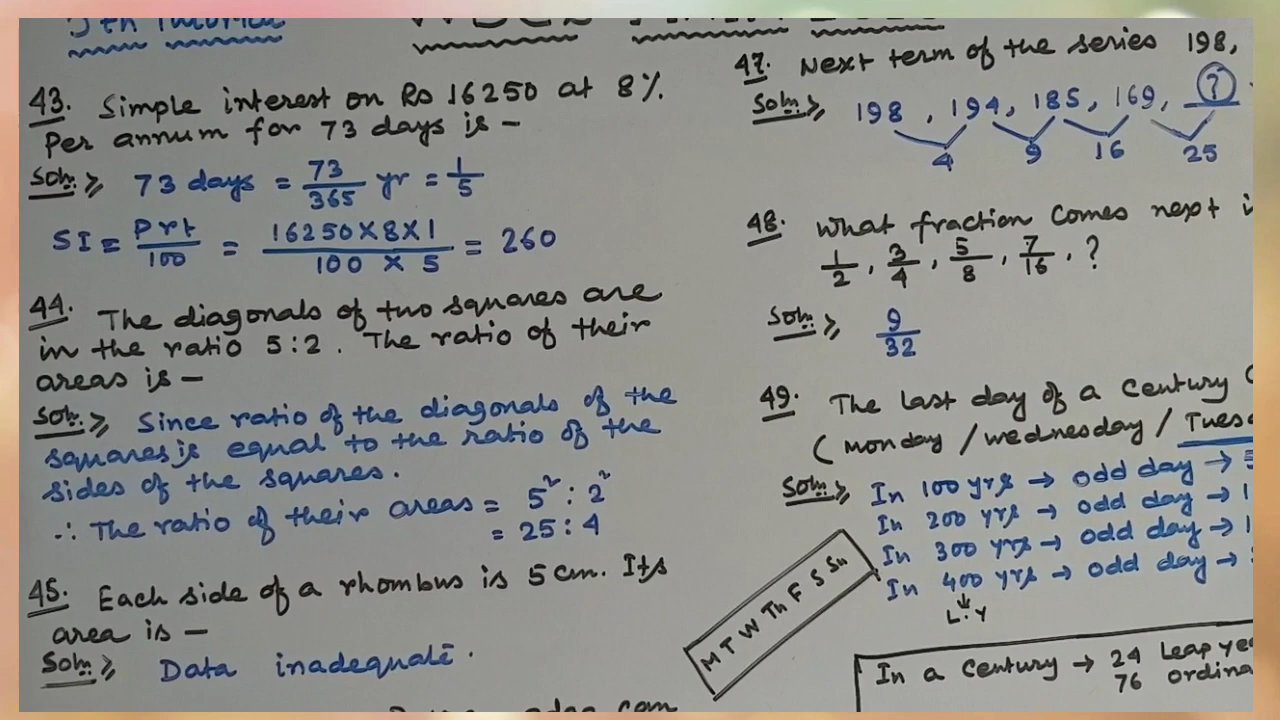 5th Tutorial
43. Simple interest on Rs 16250 at 8%
Per annum for 73 days is -
Soln. ⇒ 73 days = 73/365 yr = 1/5
SI = Prt/100 = 16250×8×1 / 100 × 5 = 260
44. The diagonals of two squares are
in the ratio 5:2. The ratio of their
areas is -
Soln. ⇒ Since ratio of the diagonals of the
squares is equal to the ratio of the
sides of the squares.
∴ The ratio of their areas = 5² : 2²
= 25 : 4
45. Each side of a rhombus is 5 cm. Its
area is -
Soln. ⇒ Data inadequate.
47. Next term of the series 198,
Soln. ⇒ 198, 194, 185, 169, ?
4 9 16 25
48. What fraction comes next i
1/2, 3/4, 5/8, 7/16, ?
Soln. ⇒ 9/32
49. The last day of a century
(monday / wednesday / Tues
Soln. ⇒ In 100 yrs → odd day → 5
In 200 yrs → odd day →
In 300 yrs → odd day → 1
In 400 yrs → odd day →
L.Y
M T W Th F S Su
In a century → 24 Leap ye
76 ordina